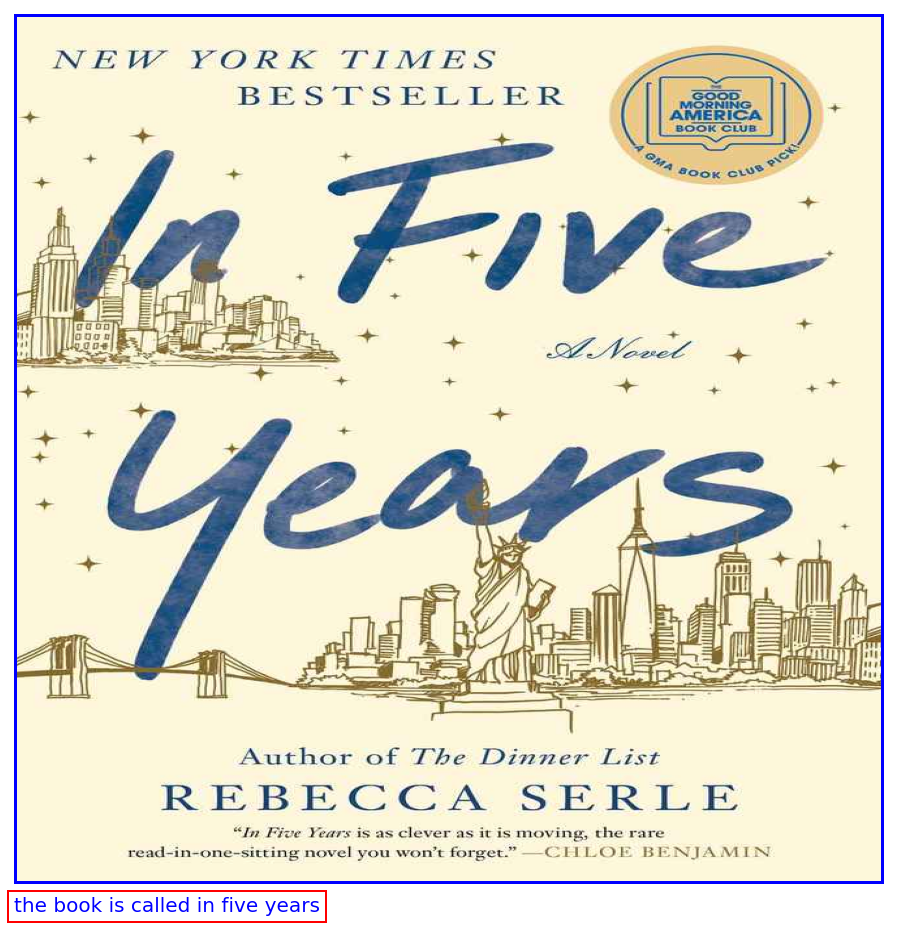 NEW YORK TIMES
BESTSELLER
THE
GOOD
MORNING
AMERICA
BOOK CLUB
A GMA BOOK CLUB PICK!
In Five
A Novel
Years
Author of The Dinner List
REBECCA SERLE
“In Five Years is as clever as it is moving, the rare
read-in-one-sitting novel you won’t forget.” —CHLOE BENJAMIN
the book is called in five years